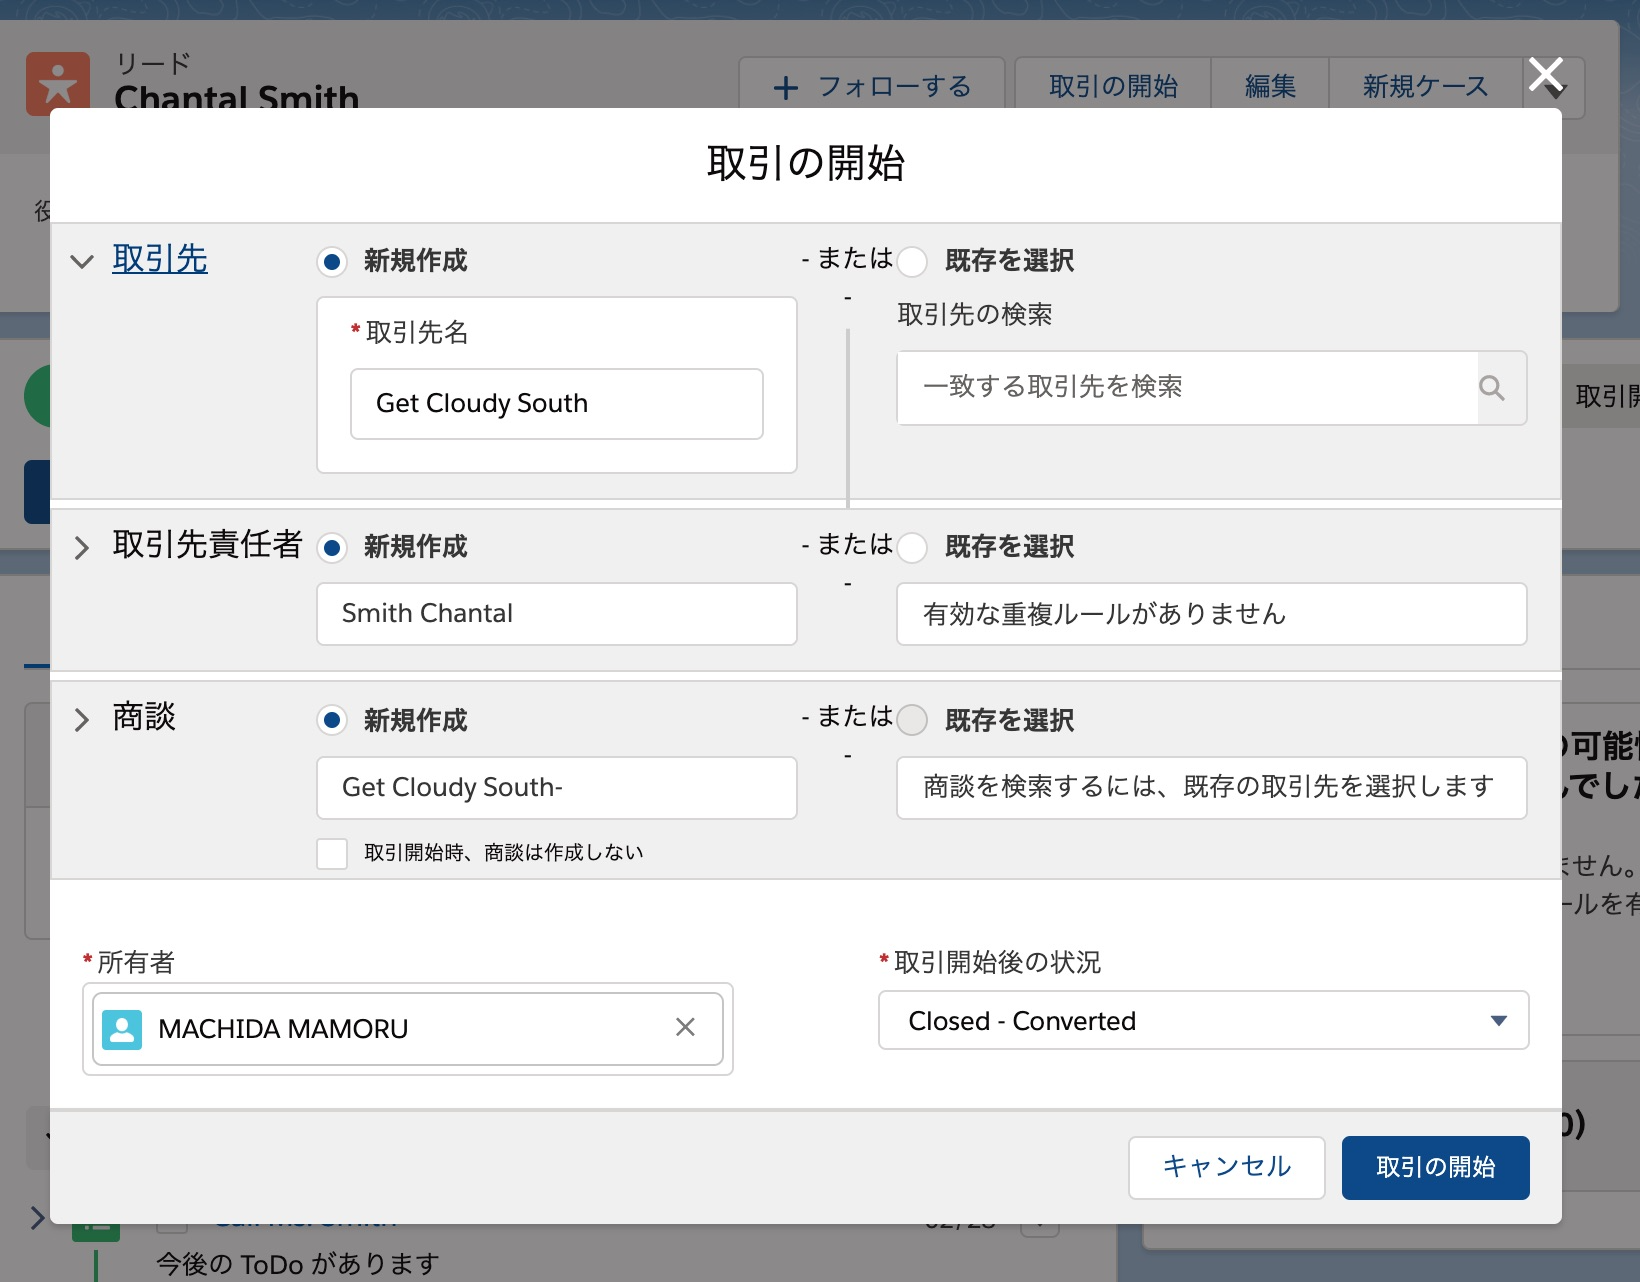 リード
Chantal Smith
フォローする
取引の開始
編集
新規ケース
取引の開始
取引先
新規作成
- または
-
既存を選択
*取引先名
取引先の検索
Get Cloudy South
一致する取引先を検索
取引先責任者
新規作成
- または
-
既存を選択
Smith Chantal
有効な重複ルールがありません
商談
新規作成
- または
-
既存を選択
Get Cloudy South-
商談を検索するには、既存の取引先を選択します
取引開始時、商談は作成しない
*所有者
*取引開始後の状況
MACHIDA MAMORU
Closed - Converted
キャンセル
取引の開始
今後の ToDo があります